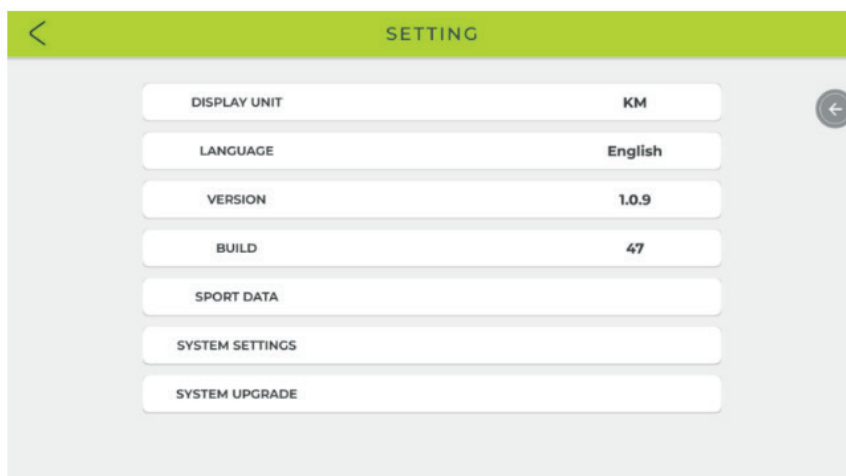 SETTING
DISPLAY UNIT KM
LANGUAGE English
VERSION 1.0.9
BUILD 47
SPORT DATA
SYSTEM SETTINGS
SYSTEM UPGRADE